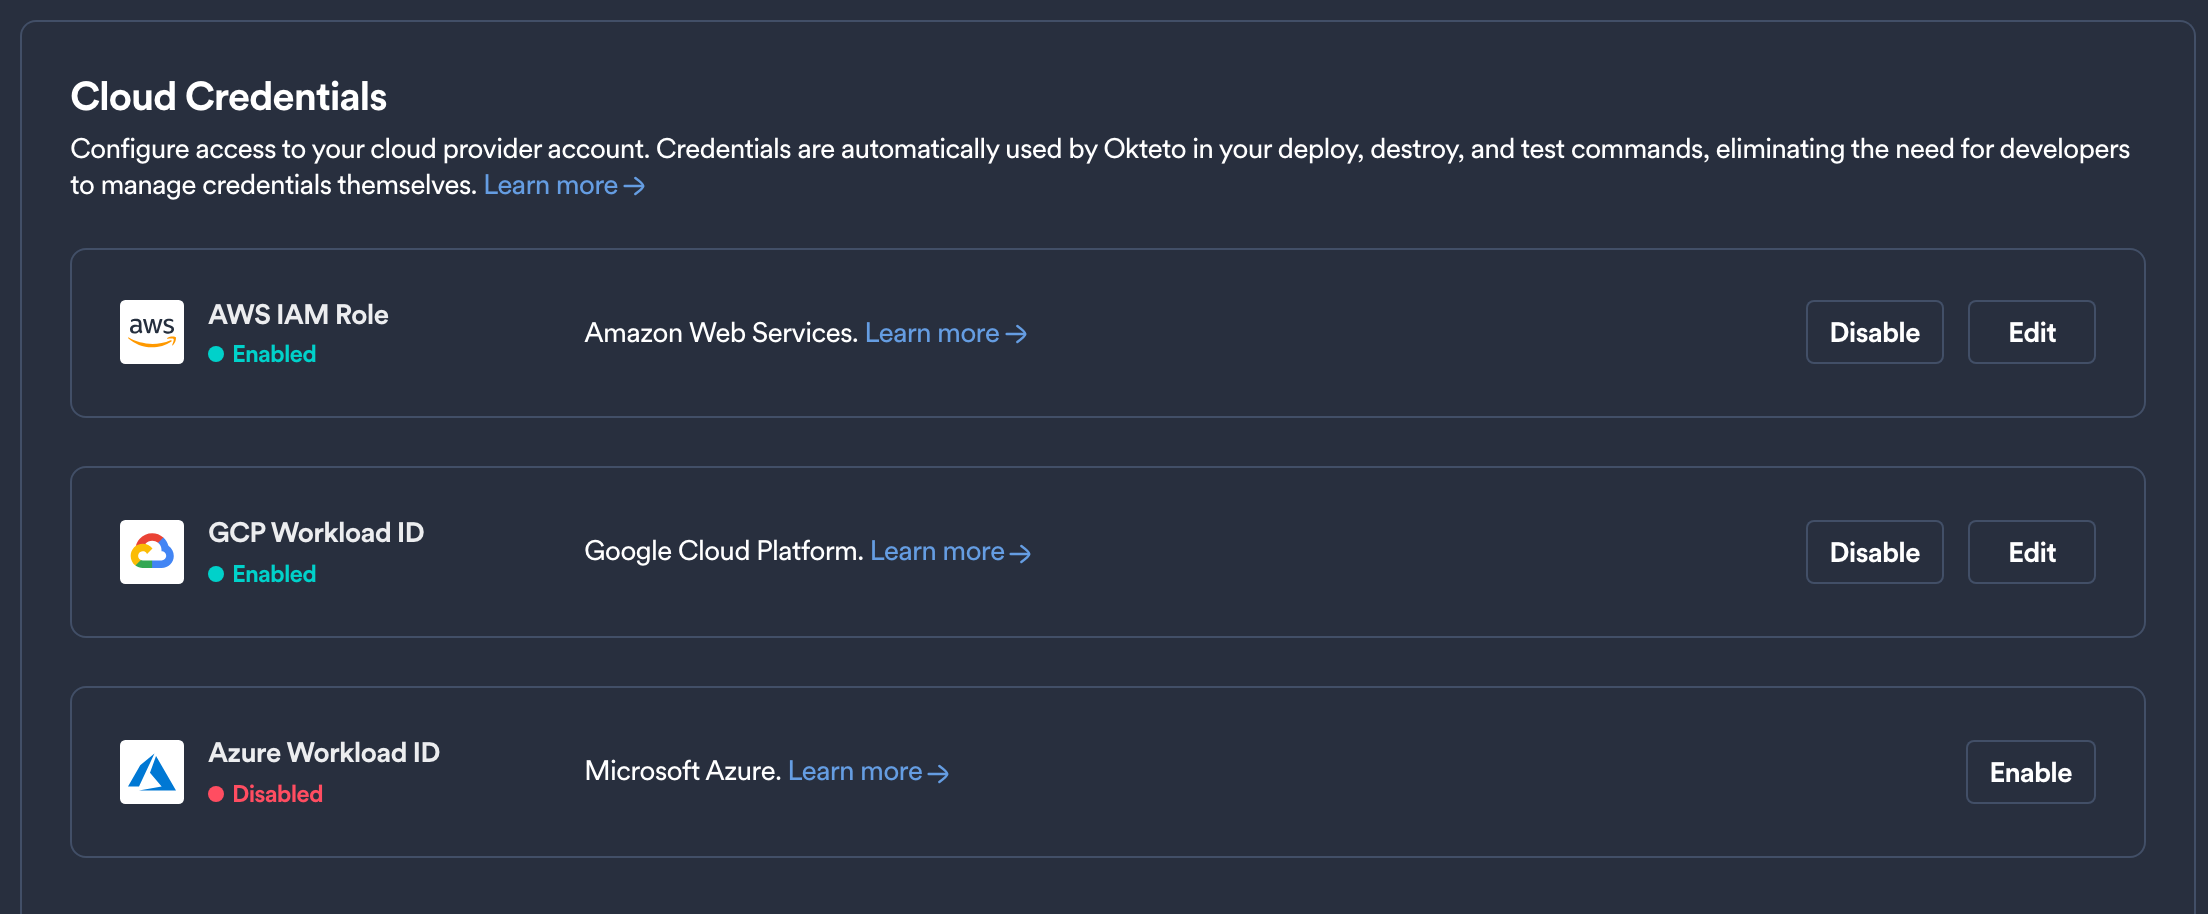 Cloud Credentials
Configure access to your cloud provider account. Credentials are automatically used by Okteto in your deploy, destroy, and test commands, eliminating the need for developers
to manage credentials themselves. Learn more →
aws
AWS IAM Role
Enabled
Amazon Web Services. Learn more →
Disable
Edit
GCP Workload ID
Enabled
Google Cloud Platform. Learn more →
Disable
Edit
Azure Workload ID
Disabled
Microsoft Azure. Learn more →
Enable